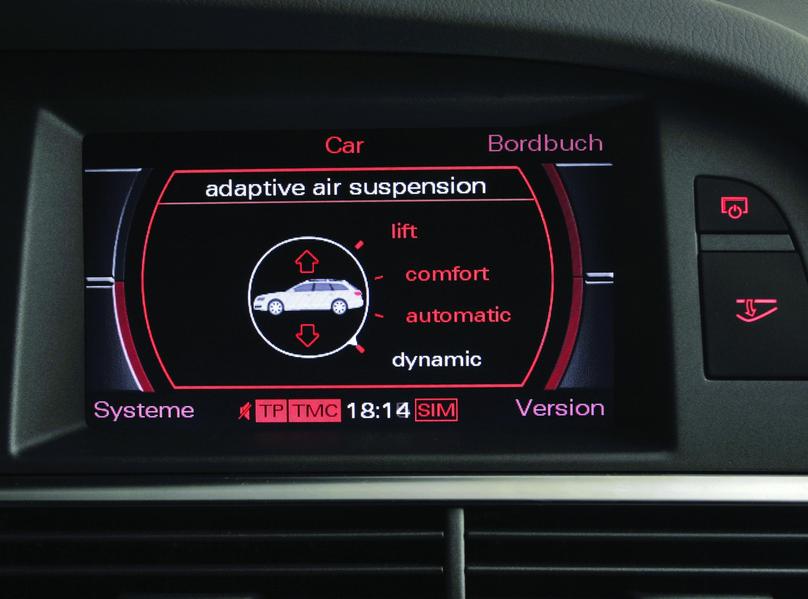 Car
Bordbuch
adaptive air suspension
lift
comfort
automatic
dynamic
Systeme
TP TMC 18:14 SIM
Version